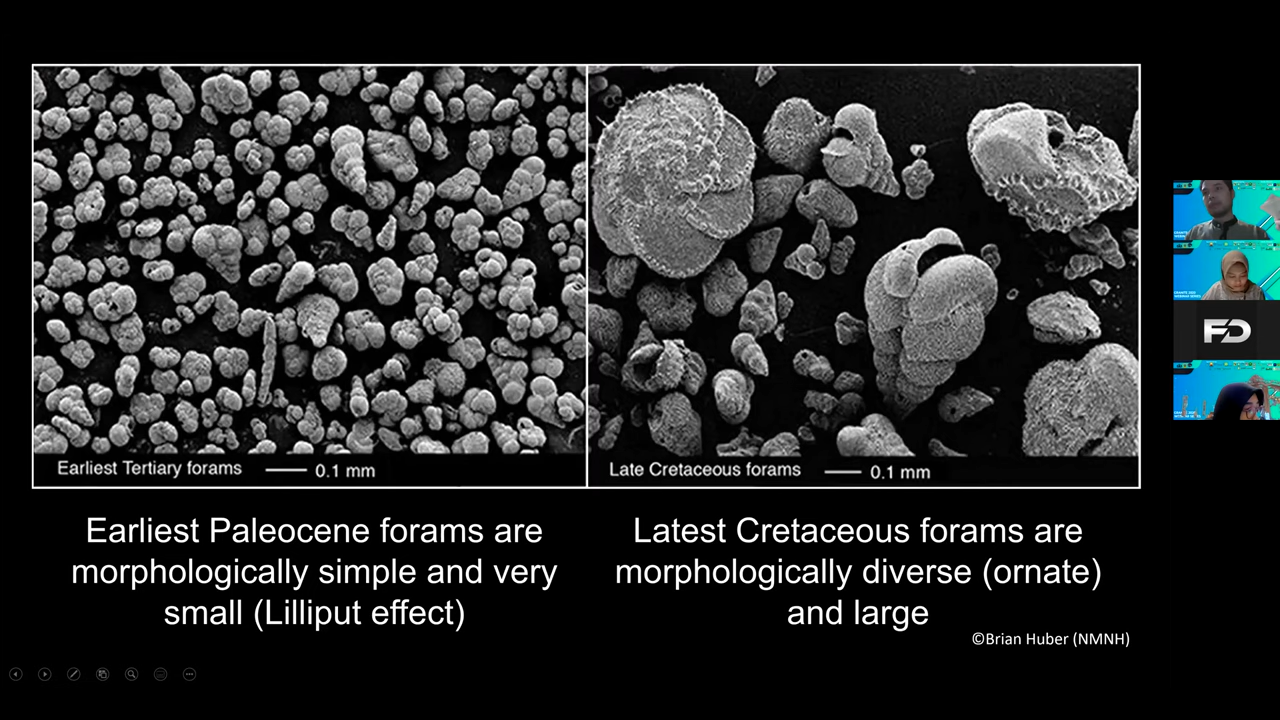 Earliest Tertiary forams 0.1 mm
Late Cretaceous forams 0.1 mm
Earliest Paleocene forams are
morphologically simple and very
small (Lilliput effect)
Latest Cretaceous forams are
morphologically diverse (ornate)
and large
©Brian Huber (NMNH)
FD